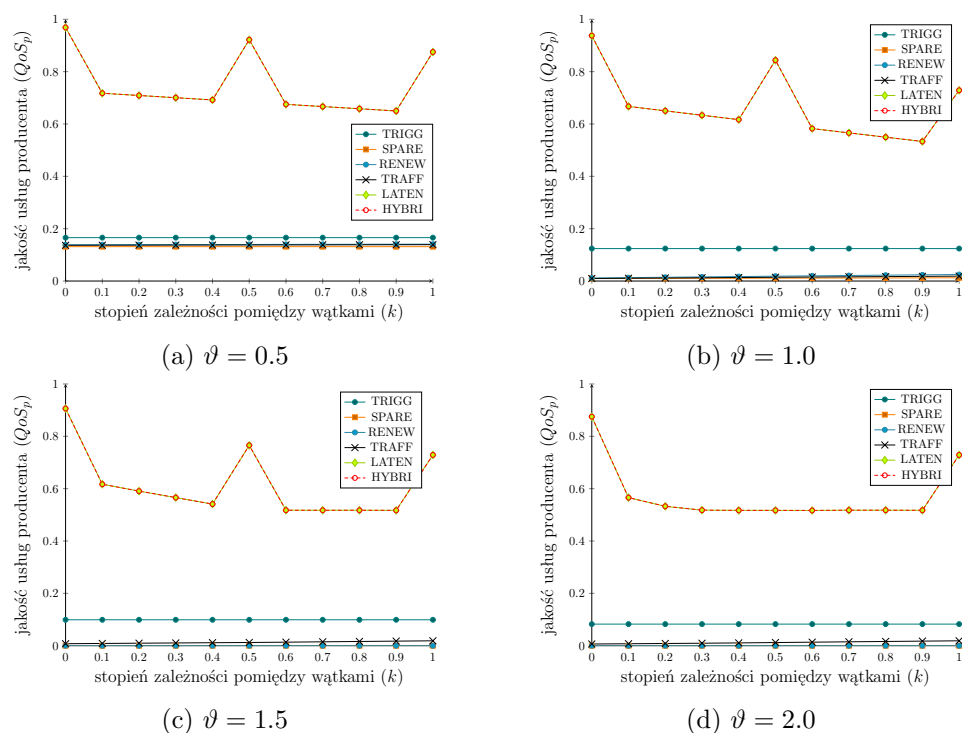 jakość usług producenta (QoS_p)
1
0.8
0.6
0.4
0.2
0
0 0.1 0.2 0.3 0.4 0.5 0.6 0.7 0.8 0.9 1
stopień zależności pomiędzy wątkami (k)
TRIGG
SPARE
RENEW
TRAFF
LATEN
HYBRI
(a) ϑ = 0.5
jakość usług producenta (QoS_p)
1
0.8
0.6
0.4
0.2
0
0 0.1 0.2 0.3 0.4 0.5 0.6 0.7 0.8 0.9 1
stopień zależności pomiędzy wątkami (k)
TRIGG
SPARE
RENEW
TRAFF
LATEN
HYBRI
(b) ϑ = 1.0
jakość usług producenta (QoS_p)
1
0.8
0.6
0.4
0.2
0
0 0.1 0.2 0.3 0.4 0.5 0.6 0.7 0.8 0.9 1
stopień zależności pomiędzy wątkami (k)
TRIGG
SPARE
RENEW
TRAFF
LATEN
HYBRI
(c) ϑ = 1.5
jakość usług producenta (QoS_p)
1
0.8
0.6
0.4
0.2
0
0 0.1 0.2 0.3 0.4 0.5 0.6 0.7 0.8 0.9 1
stopień zależności pomiędzy wątkami (k)
TRIGG
SPARE
RENEW
TRAFF
LATEN
HYBRI
(d) ϑ = 2.0